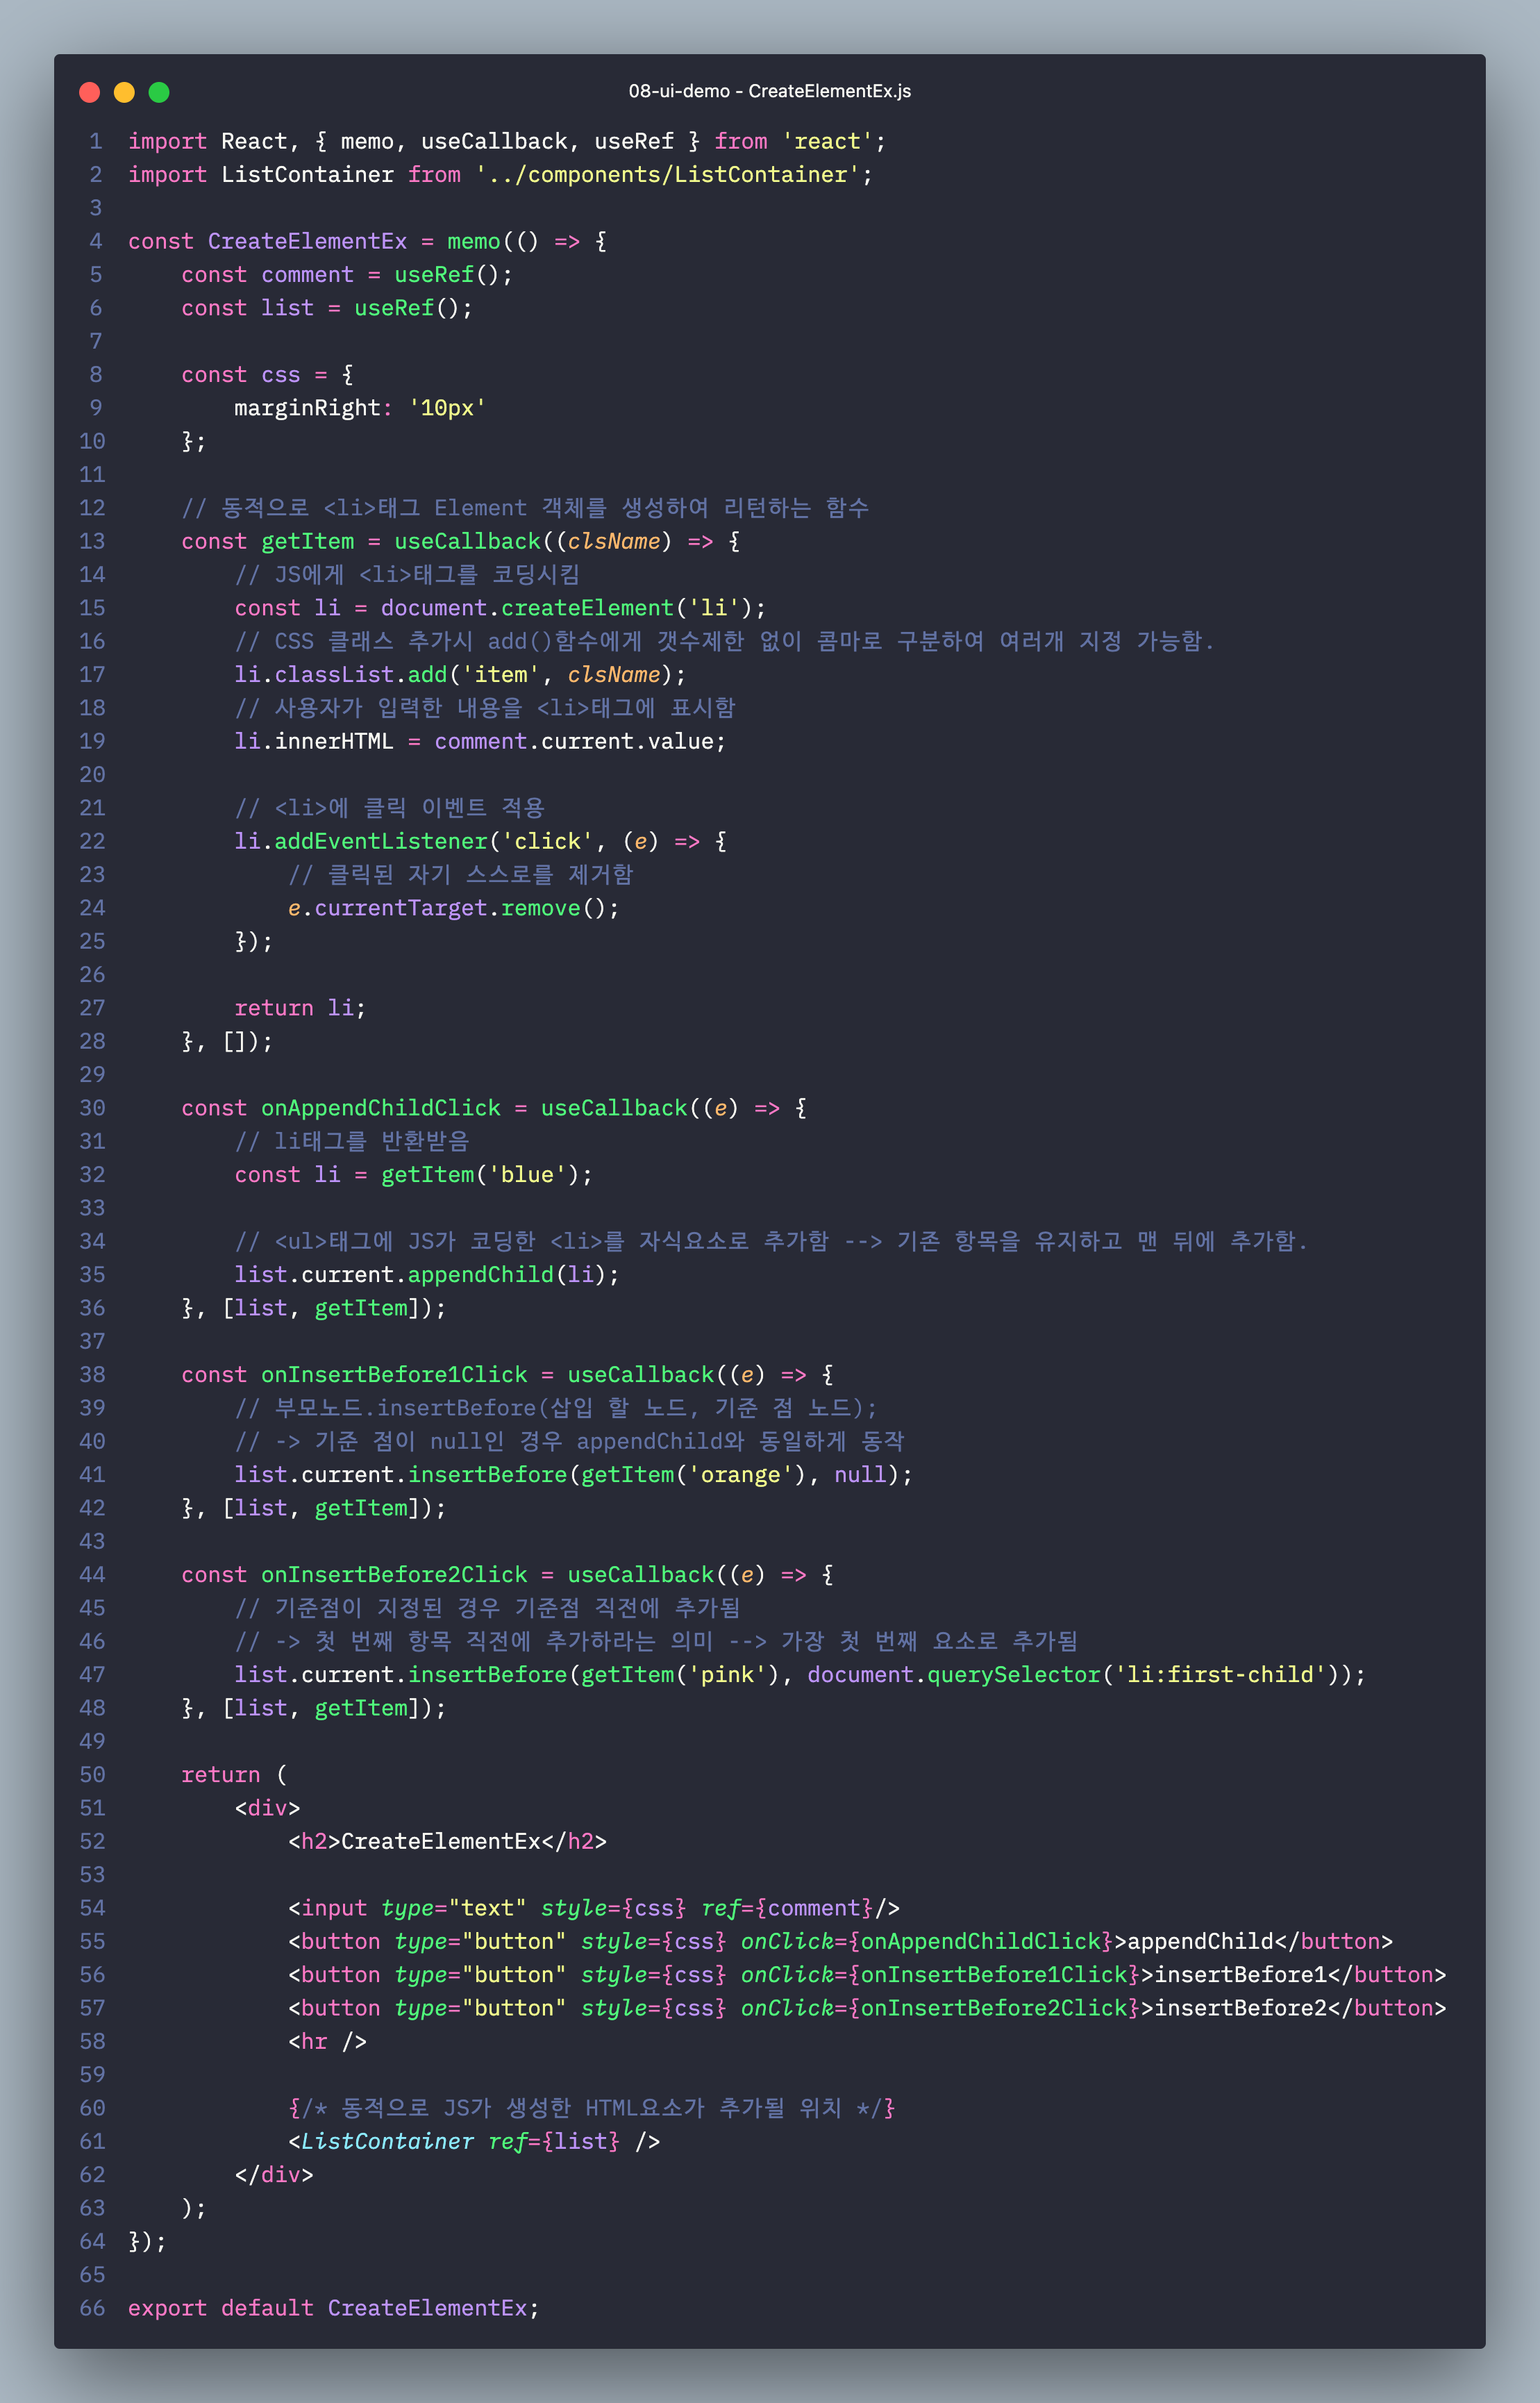 08-ui-demo - CreateElementEx.js
1 import React, { memo, useCallback, useRef } from 'react';
2 import ListContainer from '../components/ListContainer';
3
4 const CreateElementEx = memo(() => {
5     const comment = useRef();
6     const list = useRef();
7
8     const css = {
9         marginRight: '10px'
10     };
11
12     // 동적으로 <li>태그 Element 객체를 생성하여 리턴하는 함수
13     const getItem = useCallback((clsName) => {
14         // JS에게 <li>태그를 코딩시킴
15         const li = document.createElement('li');
16         // CSS 클래스 추가시 add()함수에게 갯수제한 없이 콤마로 구분하여 여러개 지정 가능함.
17         li.classList.add('item', clsName);
18         // 사용자가 입력한 내용을 <li>태그에 표시함
19         li.innerHTML = comment.current.value;
20
21         // <li>에 클릭 이벤트 적용
22         li.addEventListener('click', (e) => {
23             // 클릭된 자기 스스로를 제거함
24             e.currentTarget.remove();
25         });
26
27         return li;
28     }, []);
29
30     const onAppendChildClick = useCallback((e) => {
31         // li태그를 반환받음
32         const li = getItem('blue');
33
34         // <ul>태그에 JS가 코딩한 <li>를 자식요소로 추가함 --> 기존 항목을 유지하고 맨 뒤에 추가함.
35         list.current.appendChild(li);
36     }, [list, getItem]);
37
38     const onInsertBefore1Click = useCallback((e) => {
39         // 부모노드.insertBefore(삽입 할 노드, 기준 점 노드);
40         // -> 기준 점이 null인 경우 appendChild와 동일하게 동작
41         list.current.insertBefore(getItem('orange'), null);
42     }, [list, getItem]);
43
44     const onInsertBefore2Click = useCallback((e) => {
45         // 기준점이 지정된 경우 기준점 직전에 추가됨
46         // -> 첫 번째 항목 직전에 추가하라는 의미 --> 가장 첫 번째 요소로 추가됨
47         list.current.insertBefore(getItem('pink'), document.querySelector('li:first-child'));
48     }, [list, getItem]);
49
50     return (
51         <div>
52             <h2>CreateElementEx</h2>
53
54             <input type="text" style={css} ref={comment}/>
55             <button type="button" style={css} onClick={onAppendChildClick}>appendChild</button>
56             <button type="button" style={css} onClick={onInsertBefore1Click}>insertBefore1</button>
57             <button type="button" style={css} onClick={onInsertBefore2Click}>insertBefore2</button>
58             <hr />
59
60             {/* 동적으로 JS가 생성한 HTML요소가 추가될 위치 */}
61             <ListContainer ref={list} />
62         </div>
63     );
64 });
65
66 export default CreateElementEx;